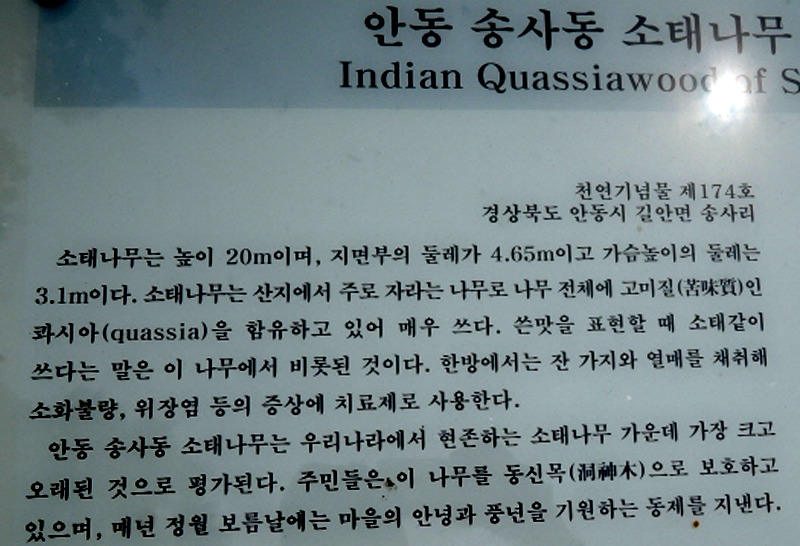 안동 송사동 소태나무
Indian Quassiawood of S
천연기념물 제174호
경상북도 안동시 길안면 송사리
소태나무는 높이 20m이며, 지면부의 둘레가 4.65m이고 가슴높이의 둘레는
3.1m이다. 소태나무는 산지에서 주로 자라는 나무로 나무 전체에 고미질(苦味質)인
콰시아(quassia)을 함유하고 있어 매우 쓰다. 쓴맛을 표현할 때 소태같이
쓰다는 말은 이 나무에서 비롯된 것이다. 한방에서는 잔 가지와 열매를 채취해
소화불량, 위장염 등의 증상에 치료제로 사용한다.
안동 송사동 소태나무는 우리나라에서 현존하는 소태나무 가운데 가장 크고
오래된 것으로 평가된다. 주민들은 이 나무를 동신목(洞神木)으로 보호하고
있으며, 매년 정월 보름날에는 마을의 안녕과 풍년을 기원하는 동제를 지낸다.